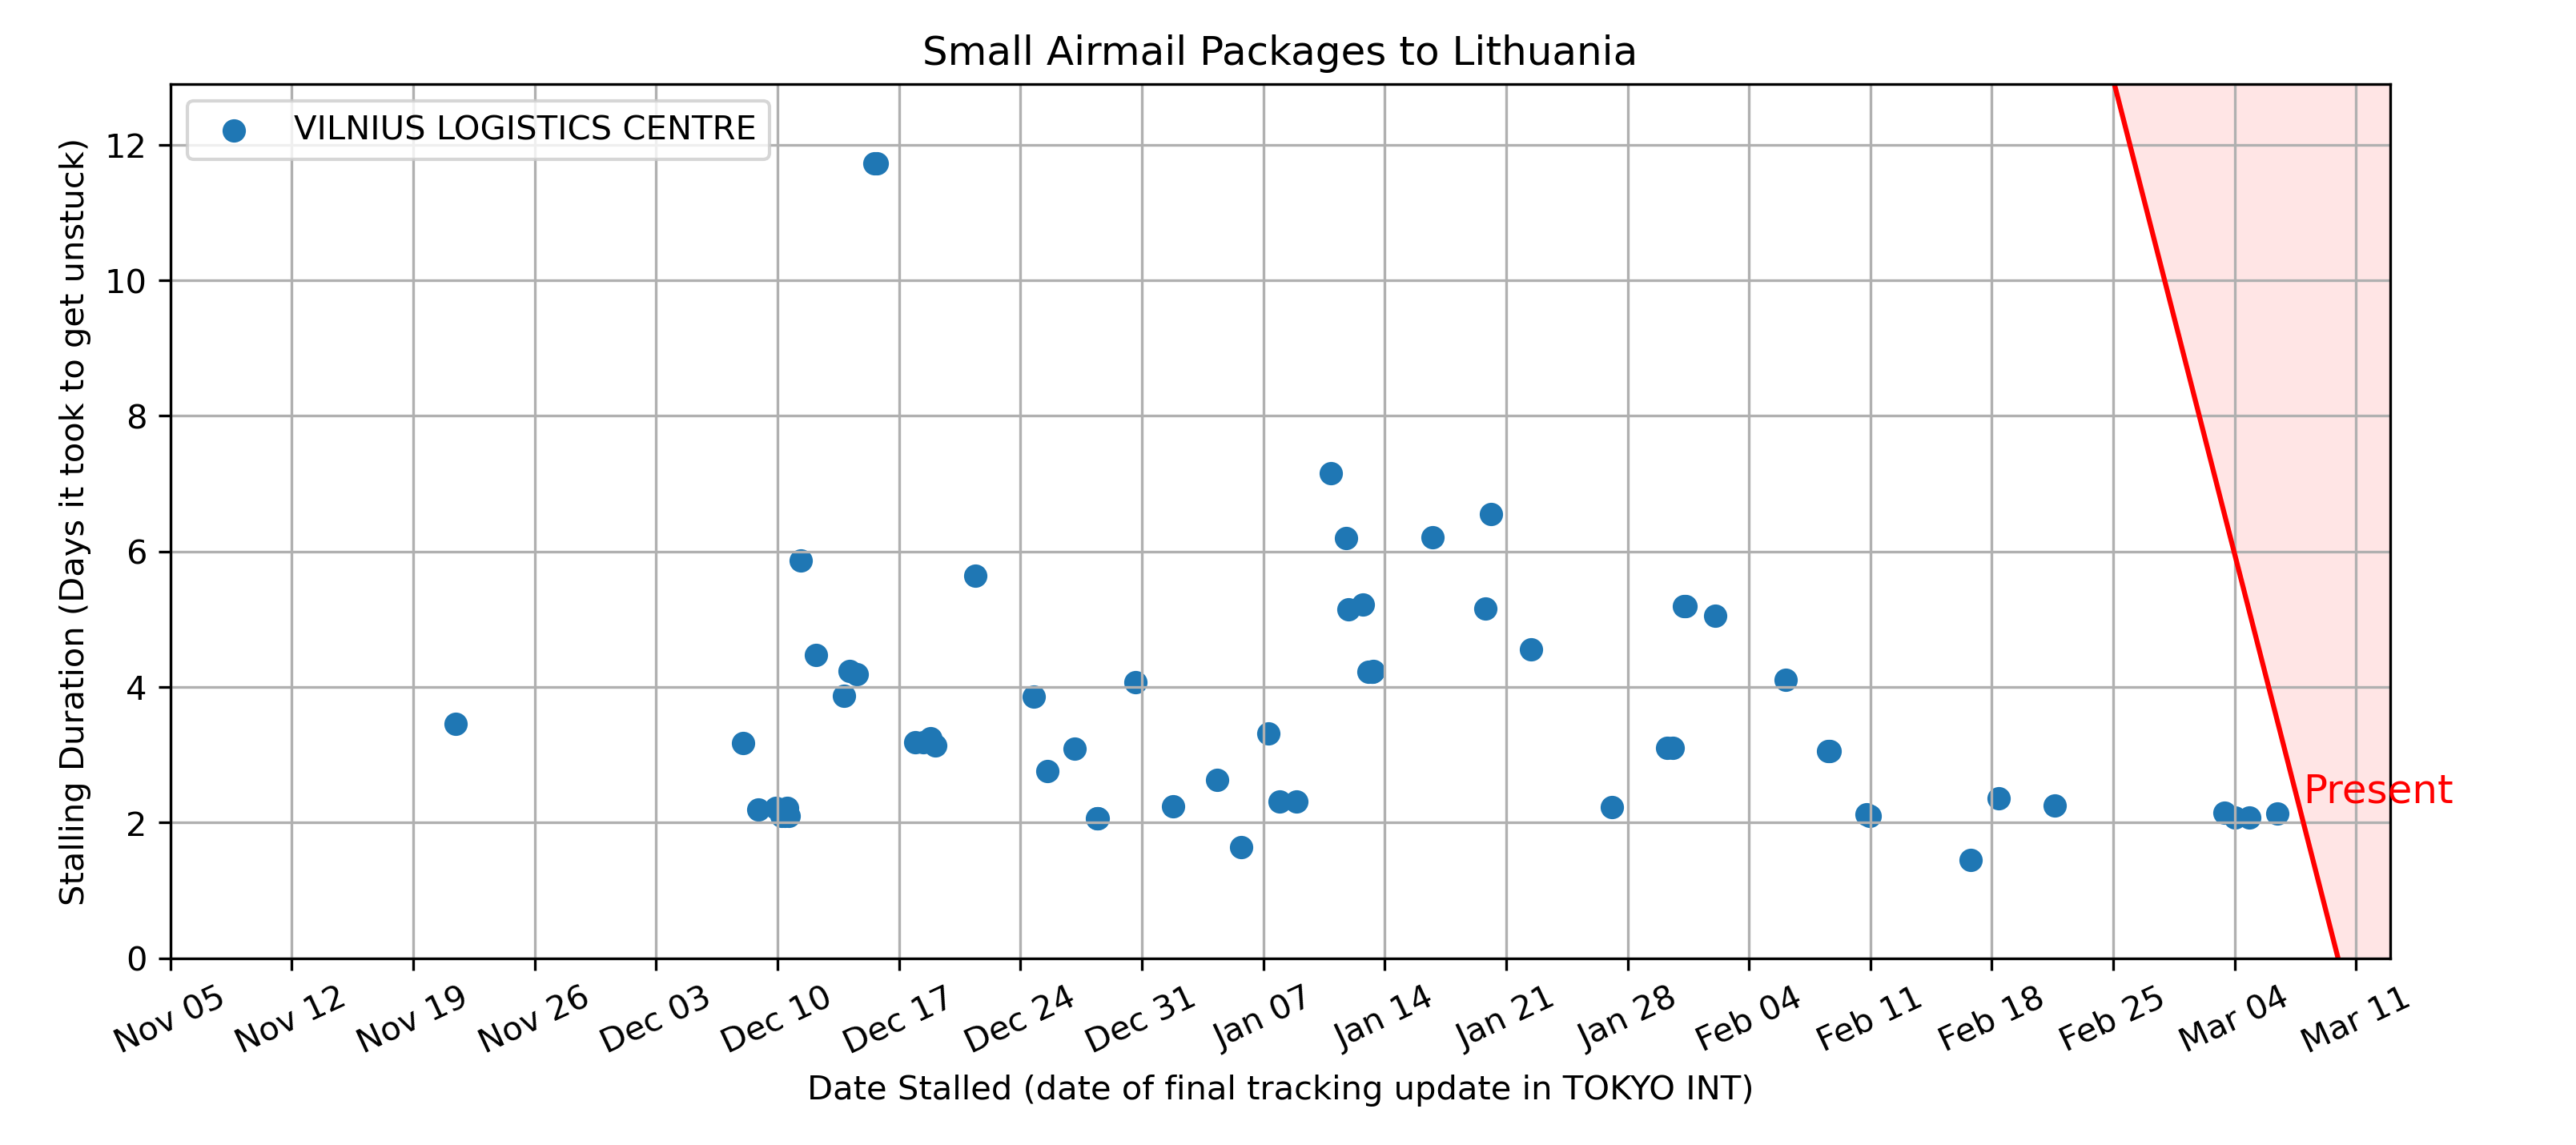 Small Airmail Packages to Lithuania
VILNIUS LOGISTICS CENTRE
Stalling Duration (Days it took to get unstuck)
12
10
8
6
4
2
0
Present
Nov 05
Nov 12
Nov 19
Nov 26
Dec 03
Dec 10
Dec 17
Dec 24
Dec 31
Jan 07
Jan 14
Jan 21
Jan 28
Feb 04
Feb 11
Feb 18
Feb 25
Mar 04
Mar 11
Date Stalled (date of final tracking update in TOKYO INT)